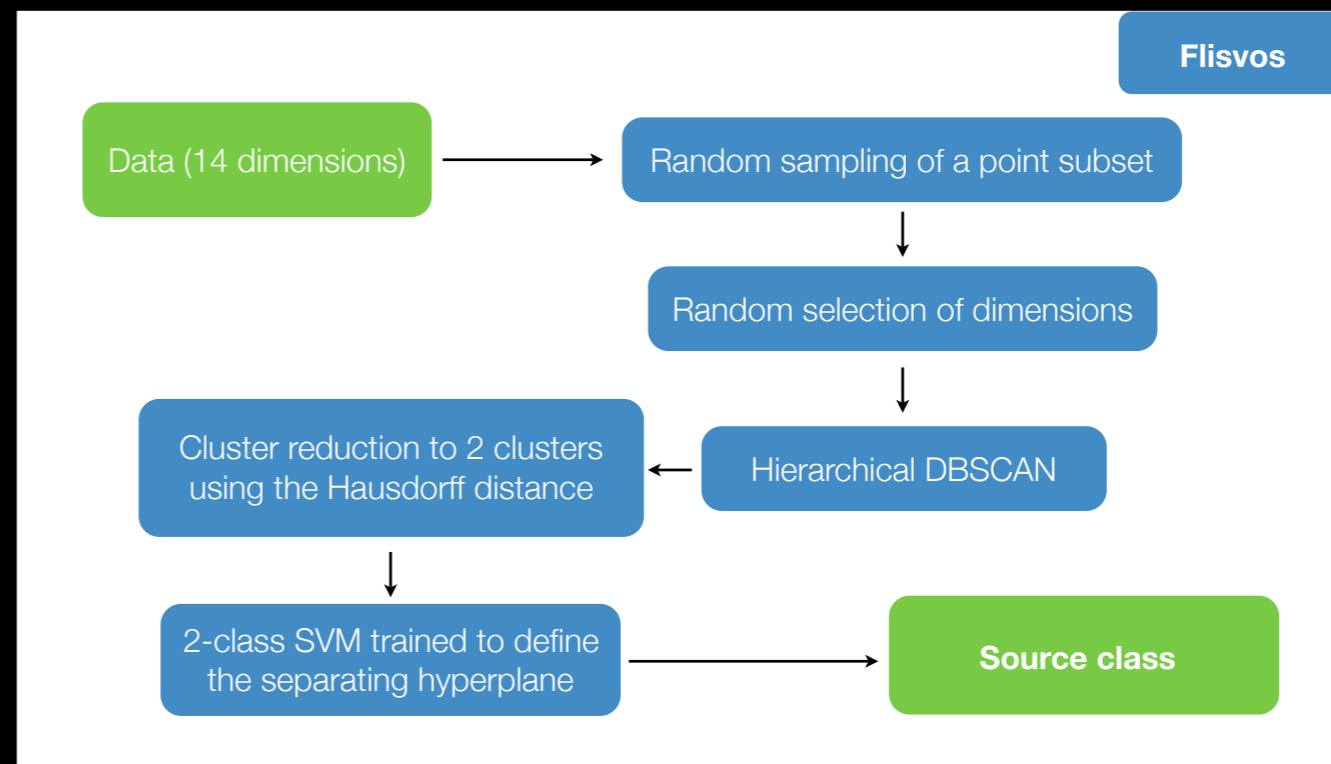 Flisvos
Data (14 dimensions)
Random sampling of a point subset
Random selection of dimensions
Hierarchical DBSCAN
Cluster reduction to 2 clusters
using the Hausdorff distance
2-class SVM trained to define
the separating hyperplane
Source class